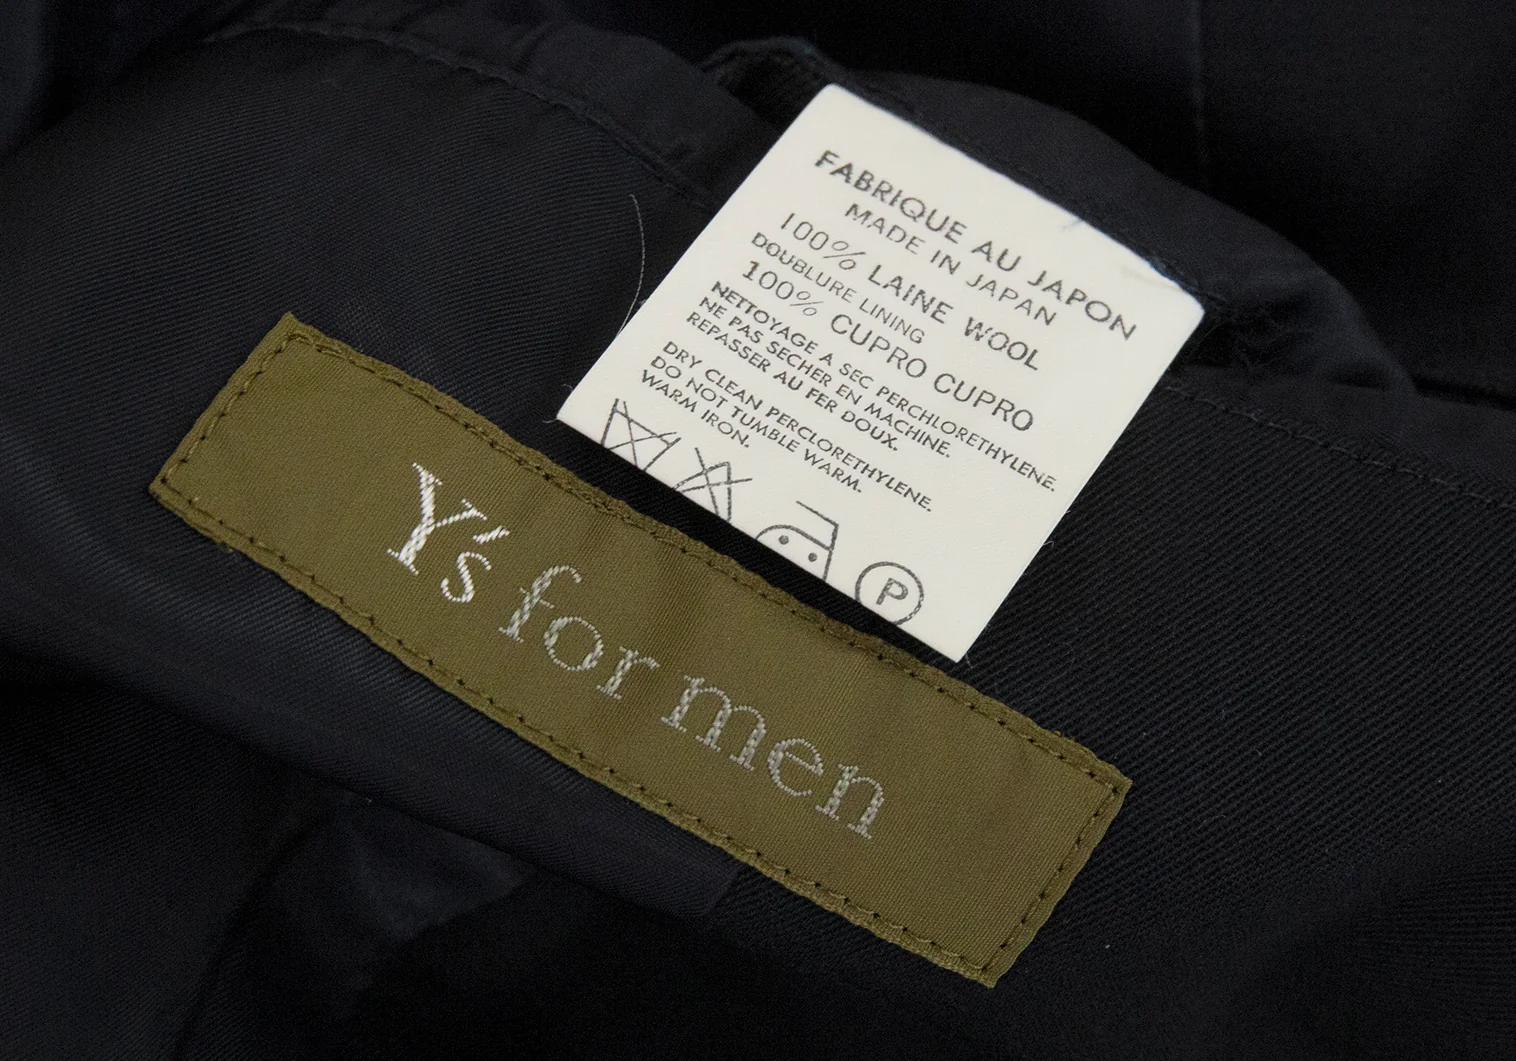 FABRIQUE AU JAPON
MADE IN JAPAN
100% LAINE WOOL
DOUBLURE LINING
100% CUPRO CUPRO
NETTOYAGE A SEC PERCHLORETHYLENE.
NE PAS SECHER EN MACHINE.
REPASSER AU FER DOUX.
DRY CLEAN PERCLORETHYLENE.
DO NOT TUMBLE WARM.
WARM IRON.
P
Y's for men